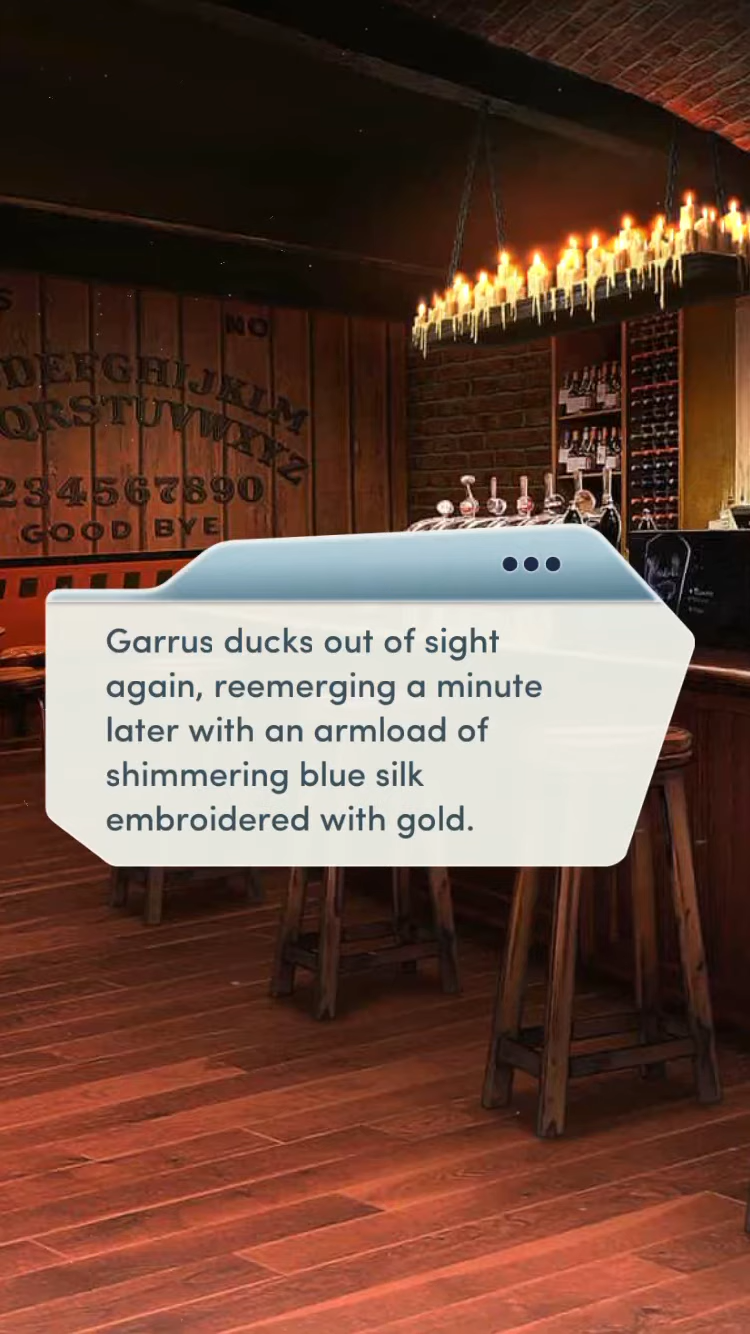 S
NO
DEFGHIJKLM
QRSTUVWXYZ
234567890
GOOD BYE
Garrus ducks out of sight
again, reemerging a minute
later with an armload of
shimmering blue silk
embroidered with gold.